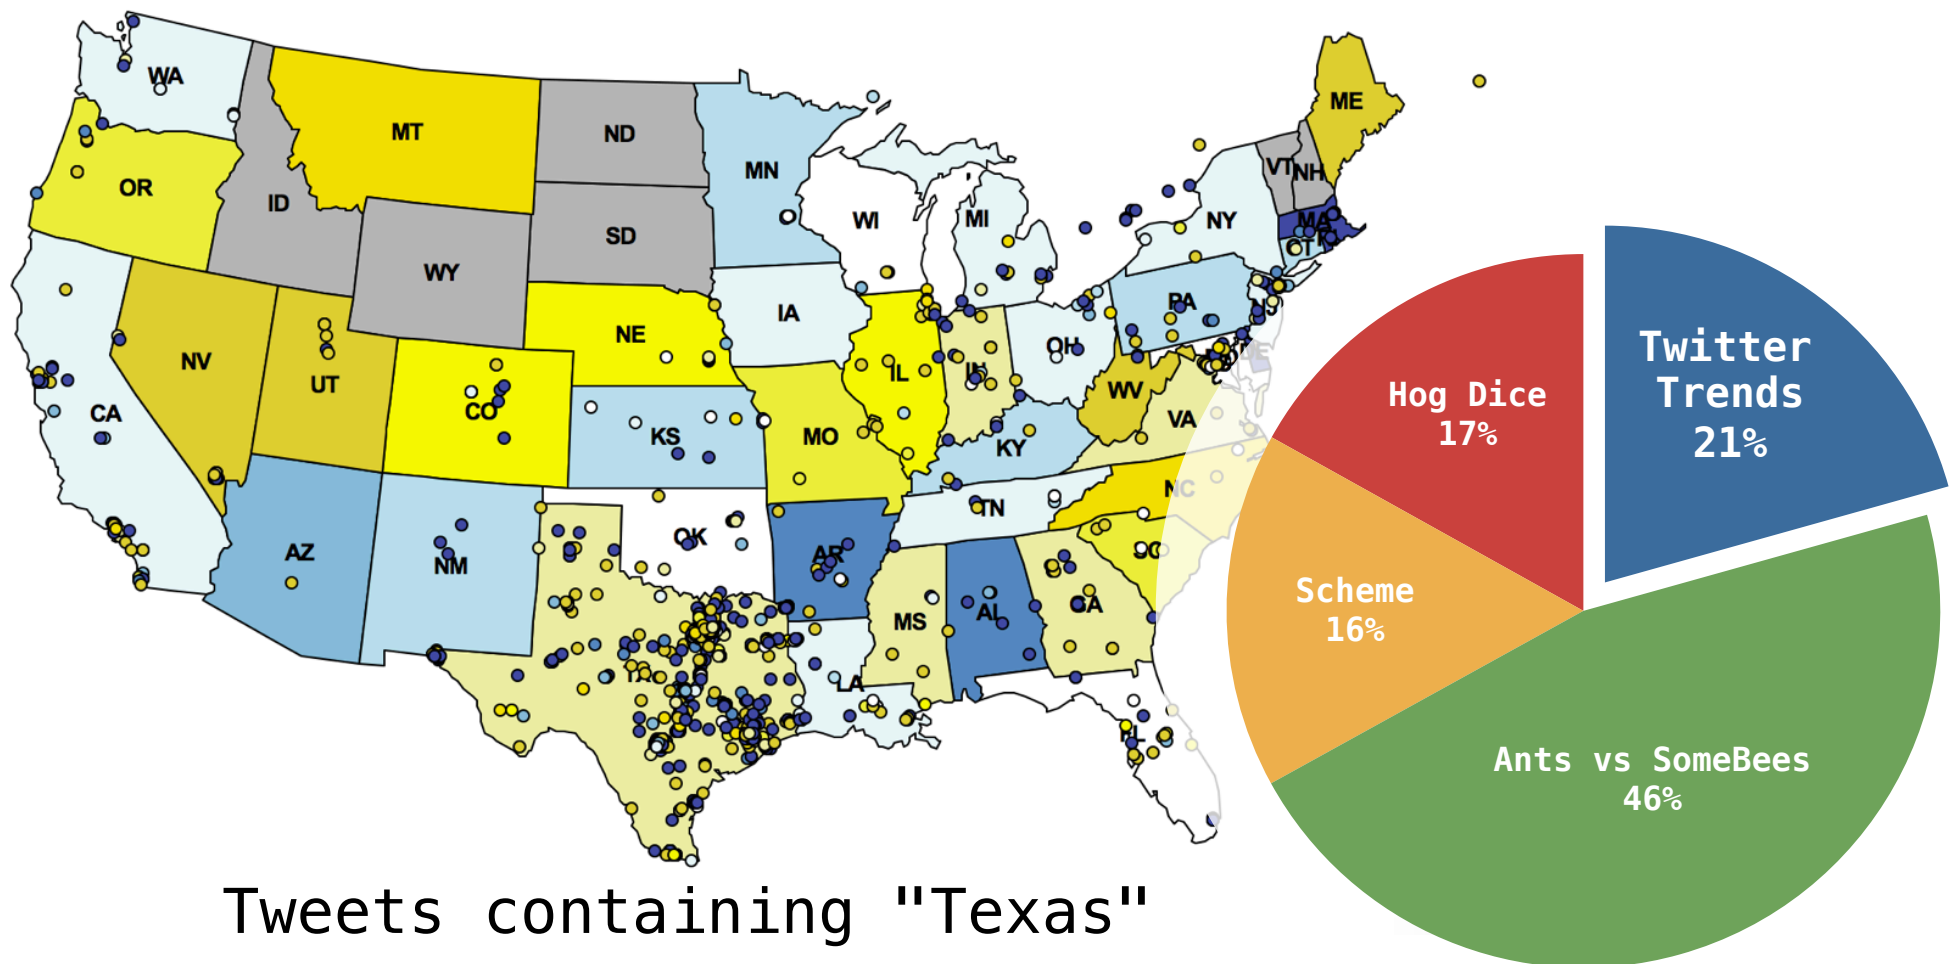 WA
MT
ND
MN
ME
OR
ID
SD
WI
MI
NY
VT
NH
MA
CT
WY
NE
IA
PA
NJ
NV
UT
CO
CA
KS
MO
IL
IN
OH
WV
VA
DE
KY
TN
NC
SC
AZ
NM
OK
AR
MS
AL
GA
LA
FL
Hog Dice
17%
Twitter
Trends
21%
Scheme
16%
Ants vs SomeBees
46%
Tweets containing "Texas"